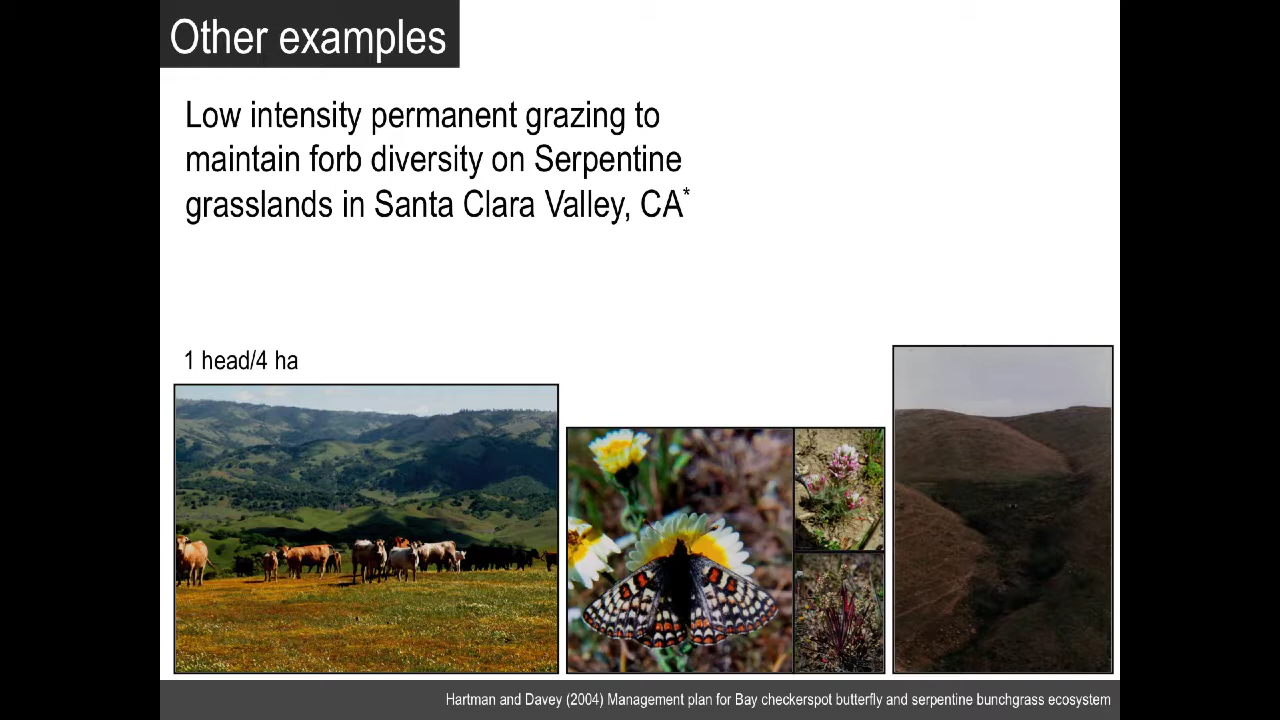 Other examples
Low intensity permanent grazing to
maintain forb diversity on Serpentine
grasslands in Santa Clara Valley, CA*
1 head/4 ha
Hartman and Davey (2004) Management plan for Bay checkerspot butterfly and serpentine bunchgrass ecosystem